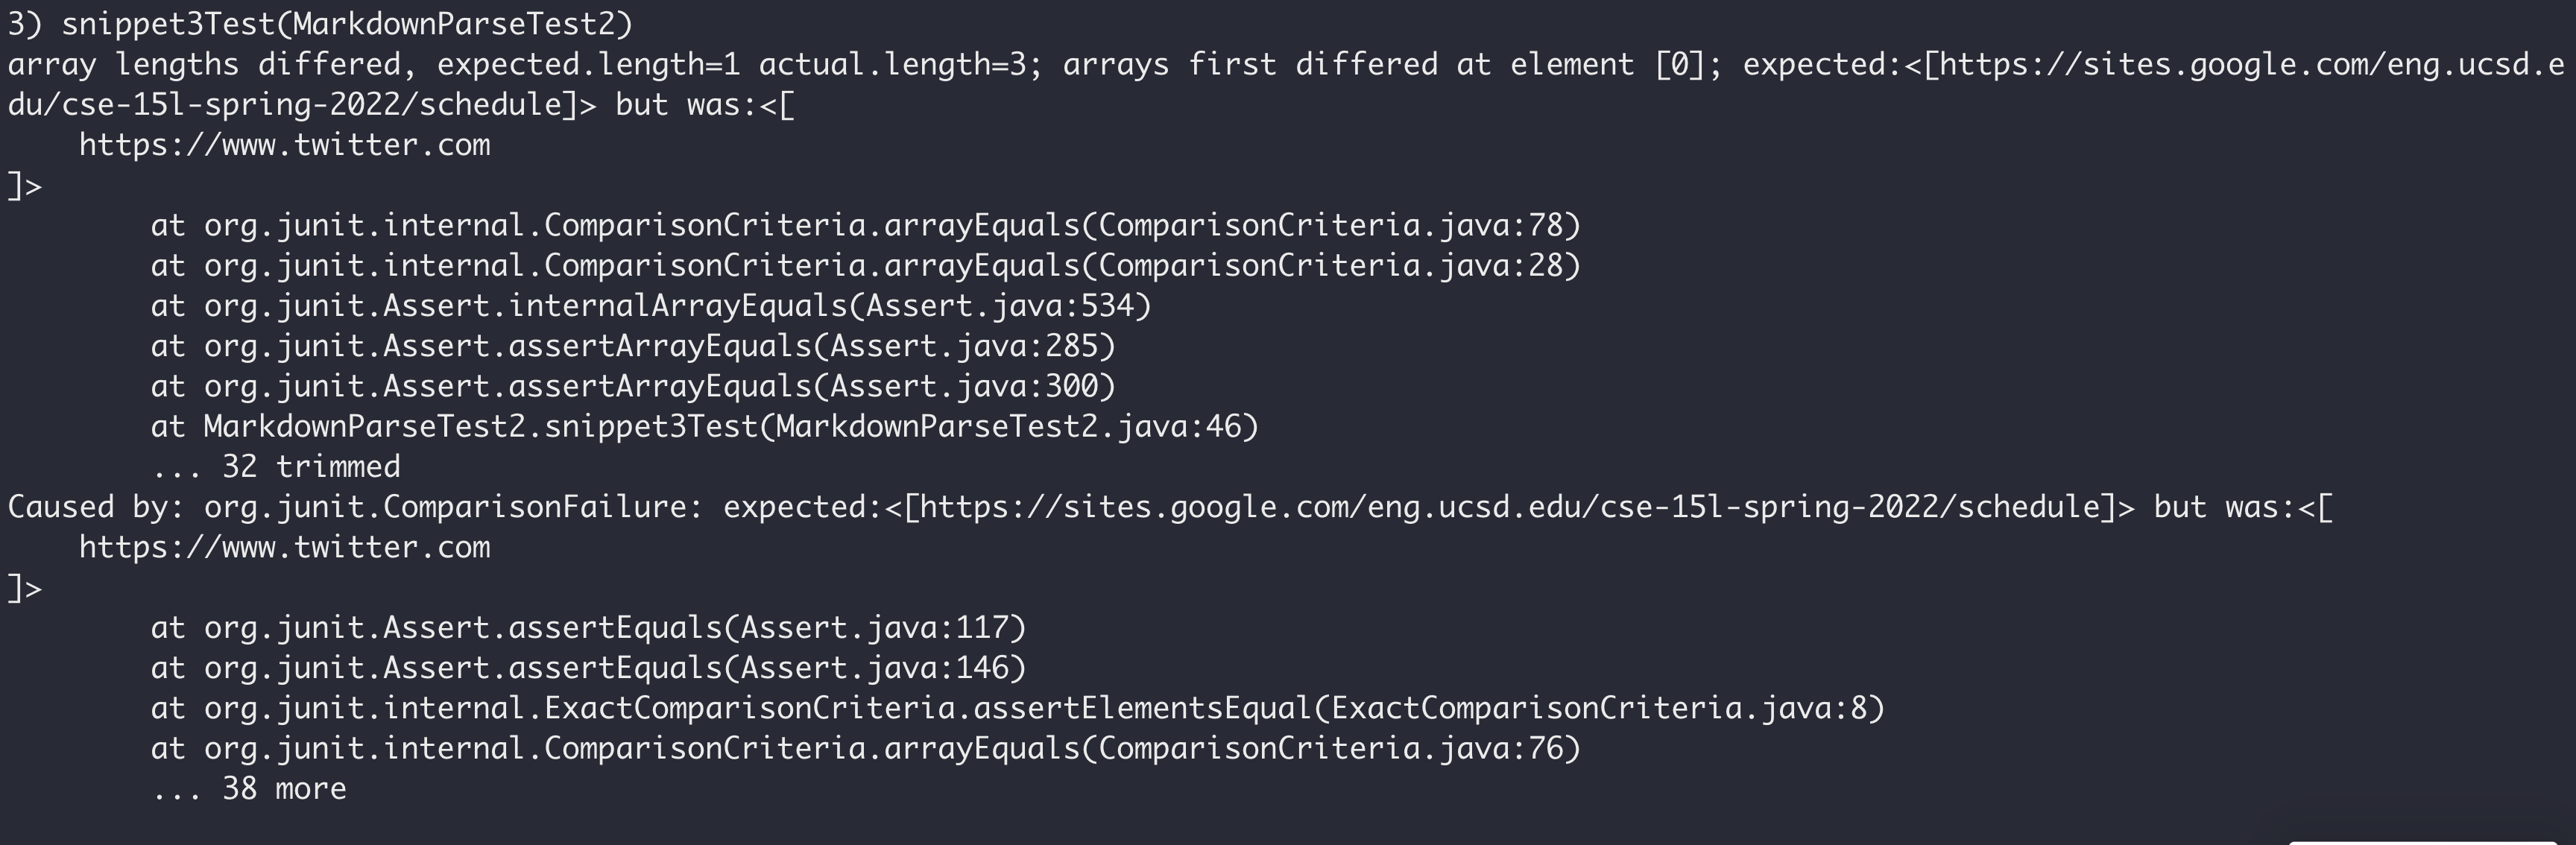 3) snippet3Test(MarkdownParseTest2)
array lengths differed, expected.length=1 actual.length=3; arrays first differed at element [0]; expected:<[https://sites.google.com/eng.ucsd.e
du/cse-15l-spring-2022/schedule]> but was:<[
    https://www.twitter.com
]>
        at org.junit.internal.ComparisonCriteria.arrayEquals(ComparisonCriteria.java:78)
        at org.junit.internal.ComparisonCriteria.arrayEquals(ComparisonCriteria.java:28)
        at org.junit.Assert.internalArrayEquals(Assert.java:534)
        at org.junit.Assert.assertArrayEquals(Assert.java:285)
        at org.junit.Assert.assertArrayEquals(Assert.java:300)
        at MarkdownParseTest2.snippet3Test(MarkdownParseTest2.java:46)
        ... 32 trimmed
Caused by: org.junit.ComparisonFailure: expected:<[https://sites.google.com/eng.ucsd.edu/cse-15l-spring-2022/schedule]> but was:<[
    https://www.twitter.com
]>
        at org.junit.Assert.assertEquals(Assert.java:117)
        at org.junit.Assert.assertEquals(Assert.java:146)
        at org.junit.internal.ExactComparisonCriteria.assertElementsEqual(ExactComparisonCriteria.java:8)
        at org.junit.internal.ComparisonCriteria.arrayEquals(ComparisonCriteria.java:76)
        ... 38 more